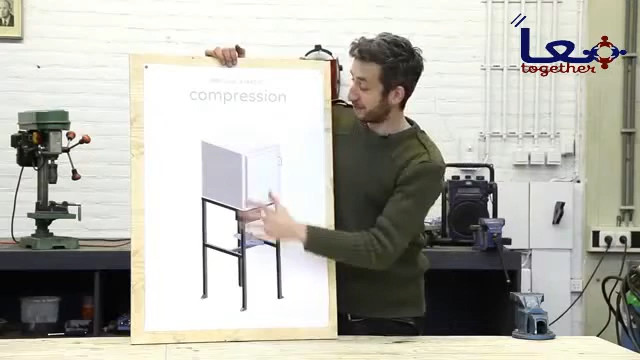 معاً
together
compression